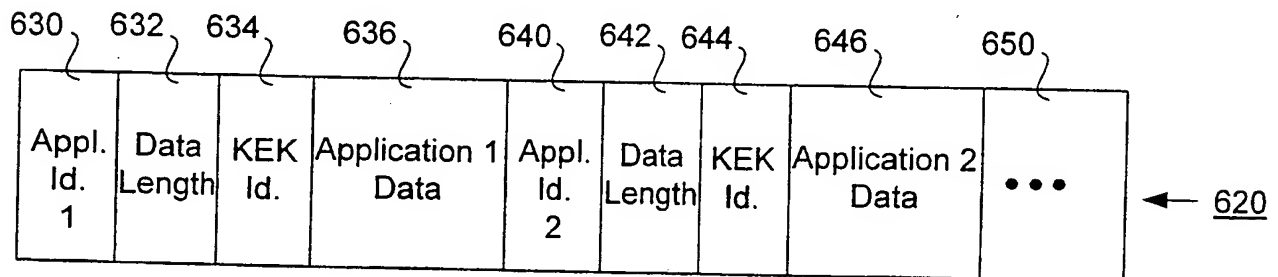 630 632 634 636 640 642 644 646 650
Appl. Id. 1
Data Length
KEK Id.
Application 1 Data
Appl. Id. 2
Data Length
KEK Id.
Application 2 Data
•••
620